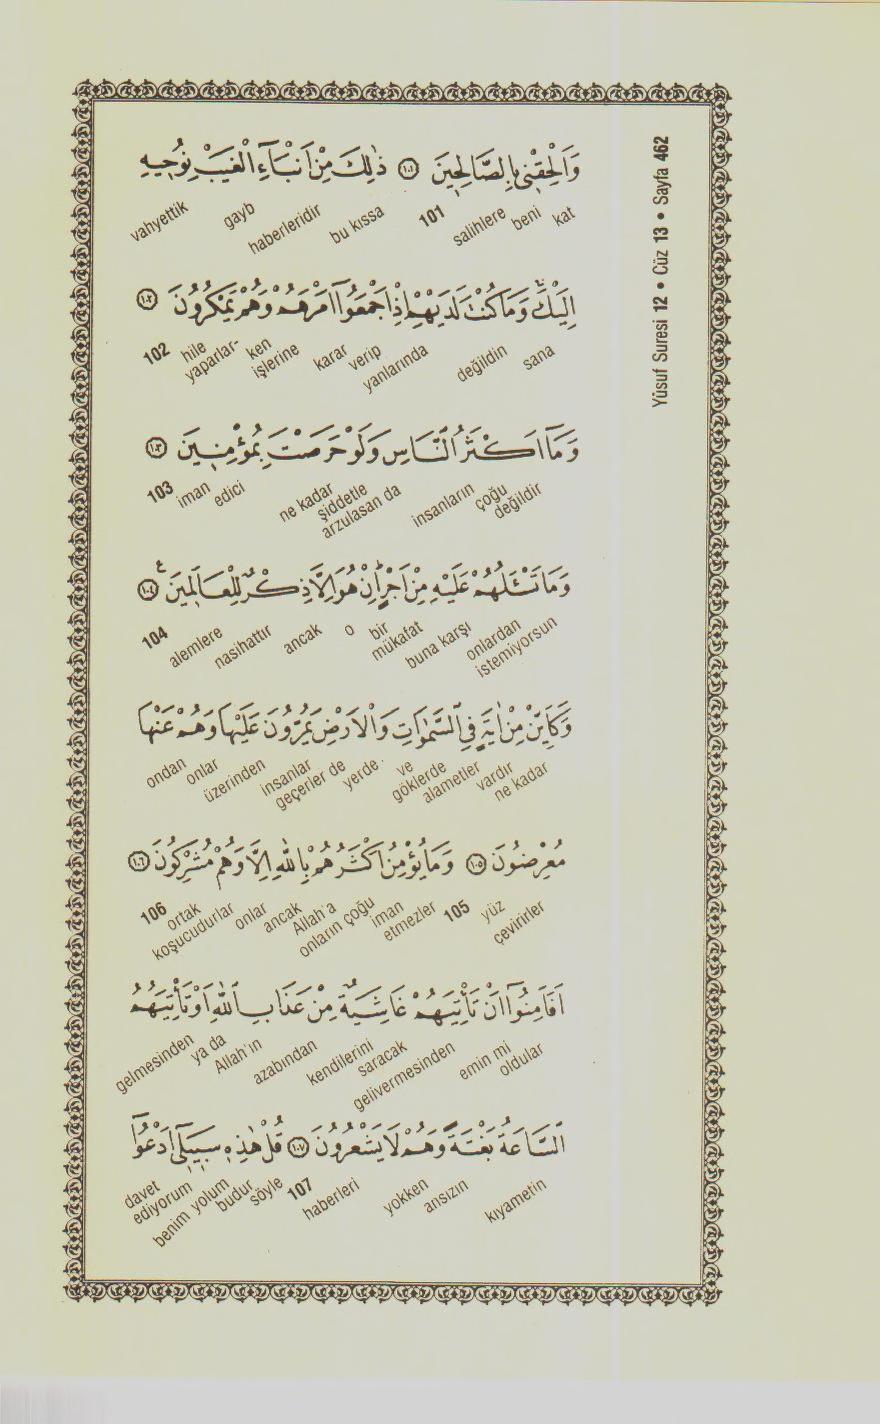 Yûsuf Suresi 12 • Cüz 13 • Sayfa 462
وَاَلْحِقْنٖى بِالصَّالِحٖينَ ﴿١٠١﴾ ذٰلِكَ مِنْ اَنْبَٓاءِ الْغَيْبِ نُوحٖيهِ
kat beni salihlere 101 bu kıssa haberleridir gayb vahyettik
اِلَيْكَ وَمَا كُنْتَ لَدَيْهِمْ اِذْ اَجْمَعُٓوا اَمْرَهُمْ وَهُمْ يَمْكُرُونَ ﴿١٠٢﴾
sana değildin yanlarında verip karar işlerine ken yaparlar- hile 102
وَمَٓا اَكْثَرُ النَّاسِ وَلَوْ حَرَصْتَ بِمُؤْمِنٖينَ ﴿١٠٣﴾
çoğu değildir insanların ne kadar şiddetle arzulasan da edici iman 103
وَمَا تَسْـَٔلُهُمْ عَلَيْهِ مِنْ اَجْرٍ اِنْ هُوَ اِلَّا ذِكْرٌ لِلْعَالَمٖينَ ﴿١٠٤﴾ ع
onlardan istemiyorsun buna karşı bir mükafat o ancak nasihattır alemlere 104
وَكَاَيِّنْ مِنْ اٰيَةٍ فِى السَّمٰوَاتِ وَالْاَرْضِ يَمُرُّونَ عَلَيْهَا وَهُمْ عَنْهَا
ne kadar vardır alametler göklerde ve yerde insanlar geçerler de üzerinden onlar ondan
مُعْرِضُونَ ﴿١٠٥﴾ وَمَا يُؤْمِنُ اَكْثَرُهُمْ بِاللّٰهِ اِلَّا وَهُمْ مُشْرِكُونَ ﴿١٠٦﴾
yüz çevirirler 105 iman etmezler onların çoğu Allah'a ancak onlar ortak koşucudurlar 106
اَفَاَمِنُٓوا اَنْ تَأْتِيَهُمْ غَاشِيَةٌ مِنْ عَذَابِ اللّٰهِ اَوْ تَأْتِيَهُمُ
emin mi oldular gelivermesinden saracak kendilerini azabından Allah'ın ya da gelmesinden
السَّاعَةُ بَغْتَةً وَهُمْ لَا يَشْعُرُونَ ﴿١٠٧﴾ قُلْ هٰذِهٖ سَبٖيلٖٓى اَدْعُٓوا
kıyametin ansızın yokken haberleri 107 söyle budur benim yolum davet ediyorum